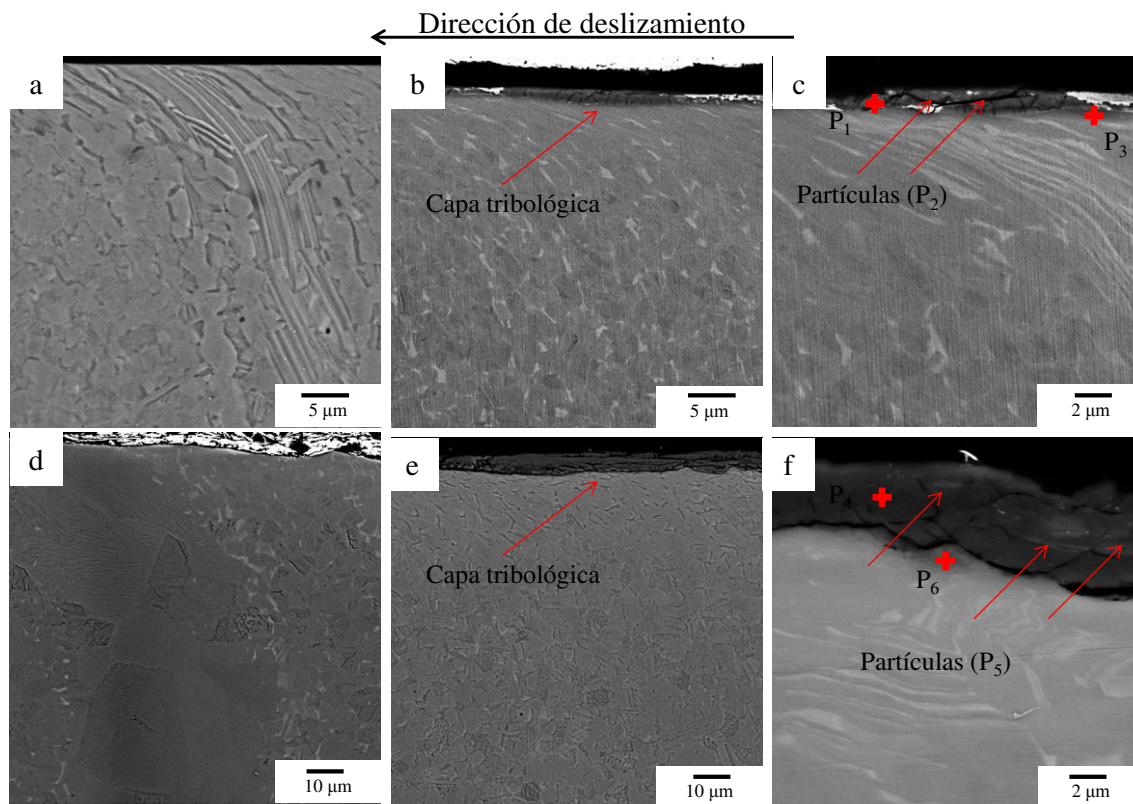 Dirección de deslizamiento
a
b
c
P1
P3
Capa tribológica
Partículas (P2)
5 μm
5 μm
2 μm
d
e
f
P4
P6
Capa tribológica
Partículas (P5)
10 μm
10 μm
2 μm